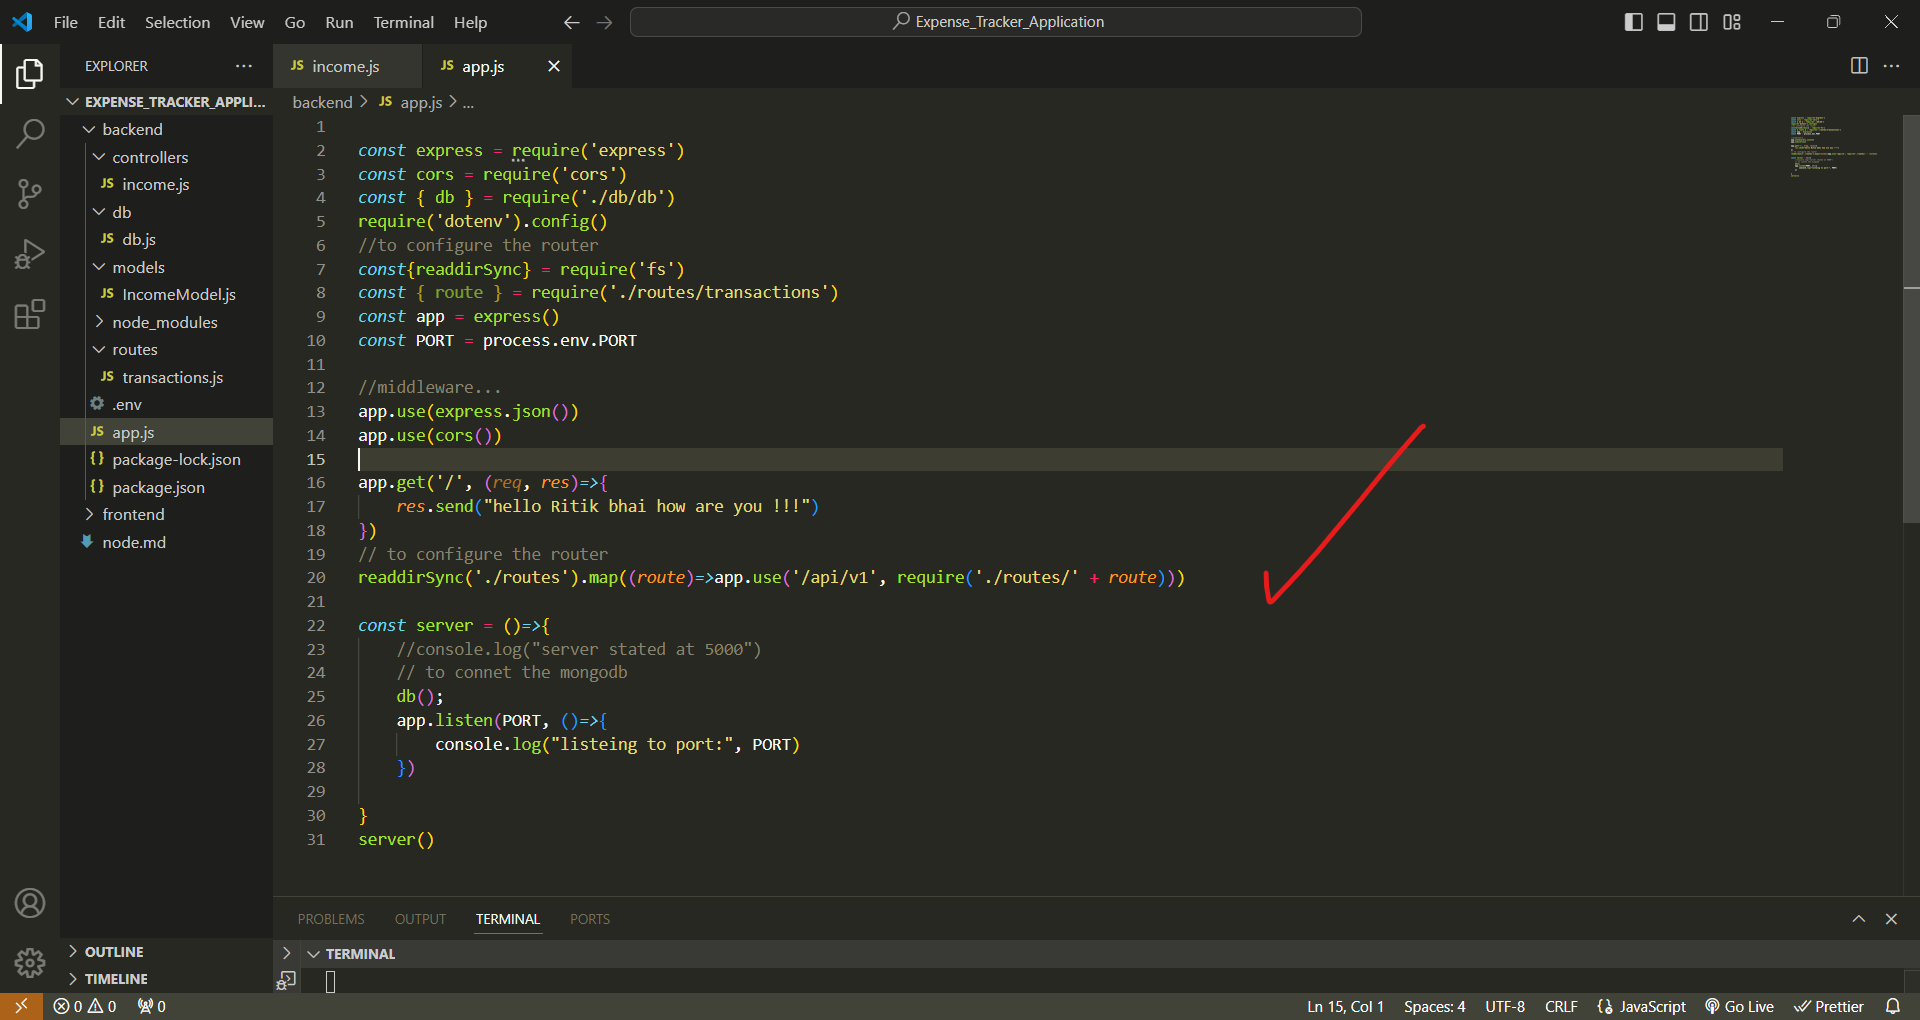 File Edit Selection View Go Run Terminal Help
Expense_Tracker_Application
EXPLORER
EXPENSE_TRACKER_APPLI...
backend
controllers
JS income.js
db
JS db.js
models
JS IncomeModel.js
node_modules
routes
JS transactions.js
.env
JS app.js
{} package-lock.json
{} package.json
frontend
node.md
OUTLINE
TIMELINE
JS income.js JS app.js
backend > JS app.js > ...
1
2 const express = require('express')
3 const cors = require('cors')
4 const { db } = require('./db/db')
5 require('dotenv').config()
6 //to configure the router
7 const{readdirSync} = require('fs')
8 const { route } = require('./routes/transactions')
9 const app = express()
10 const PORT = process.env.PORT
11
12 //middleware...
13 app.use(express.json())
14 app.use(cors())
15
16 app.get('/', (req, res)=>{
17 res.send("hello Ritik bhai how are you !!!")
18 })
19 // to configure the router
20 readdirSync('./routes').map((route)=>app.use('/api/v1', require('./routes/' + route)))
21
22 const server = ()=>{
23 //console.log("server stated at 5000")
24 // to connet the mongodb
25 db();
26 app.listen(PORT, ()=>{
27 console.log("listeing to port:", PORT)
28 })
29
30 }
31 server()
PROBLEMS OUTPUT TERMINAL PORTS
TERMINAL
0 0 0 Ln 15, Col 1 Spaces: 4 UTF-8 CRLF {} JavaScript Go Live Prettier